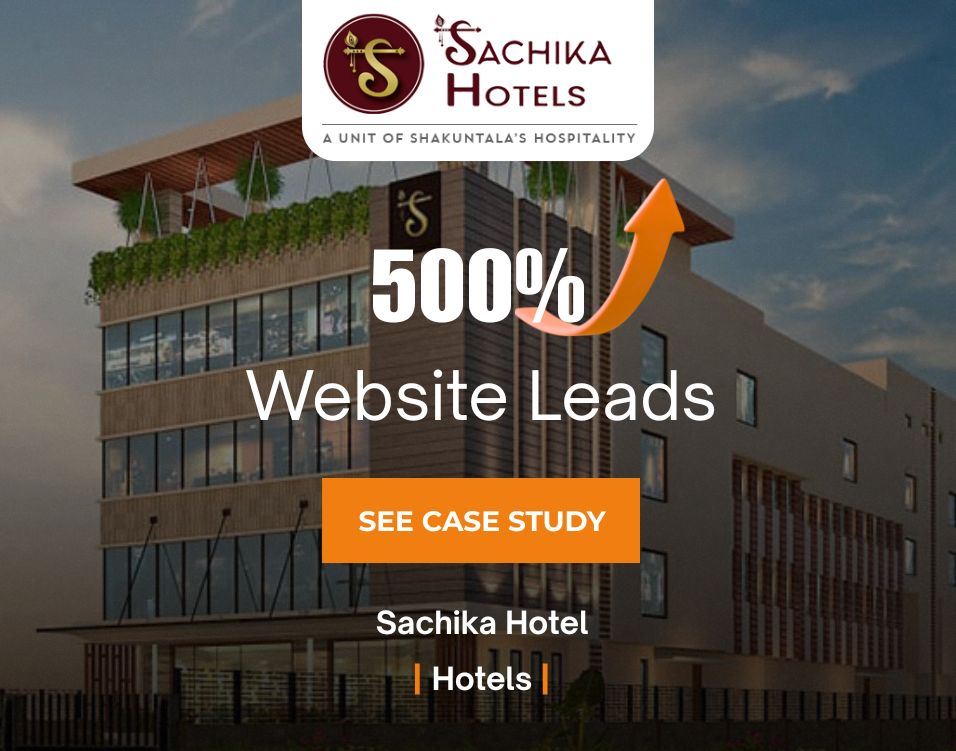 S
SACHIKA
HOTELS
A UNIT OF SHAKUNTALA'S HOSPITALITY
S
500%
Website Leads
SEE CASE STUDY
Sachika Hotel
| Hotels |